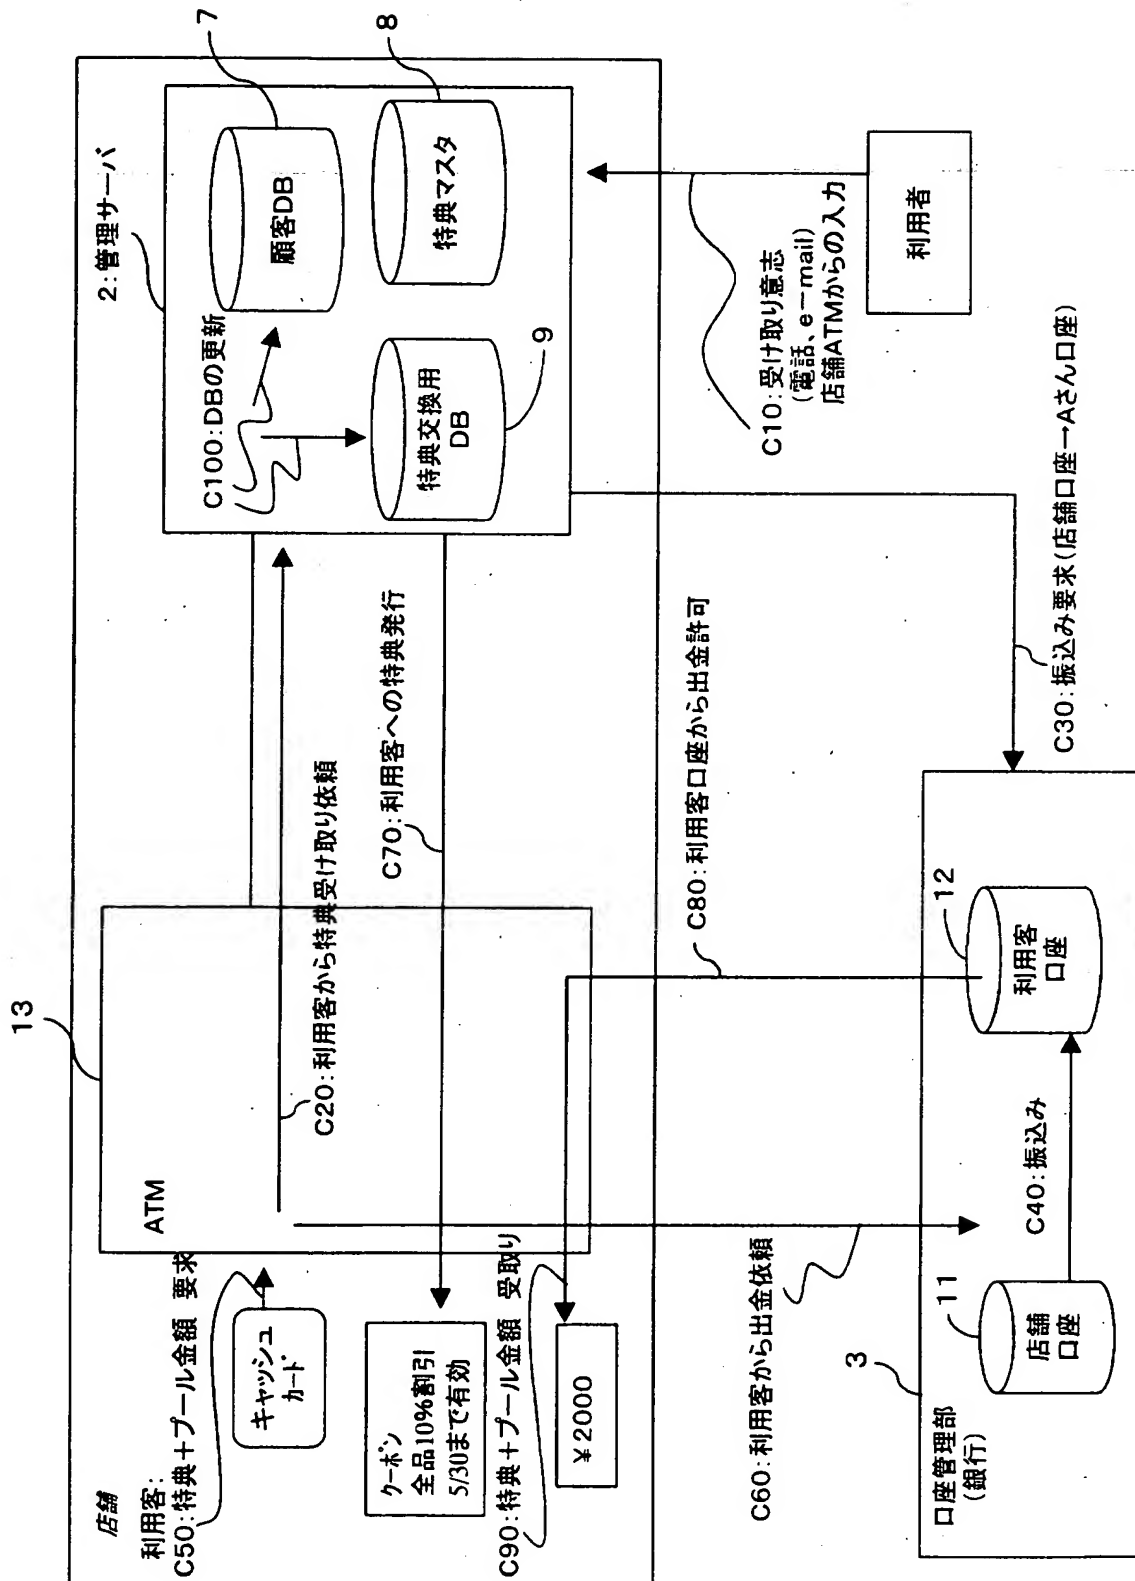 店舗
利用客:
C50:特典+プール金額 要求
キャッシュ
カード
クーポン
全品10%割引
5/30まで有効
C90:特典+プール金額 受取り
￥2000
13
ATM
C20:利用客から特典受け取り依頼
C70:利用客への特典発行
2:管理サーバ
C100:DBの更新
7
顧客DB
8
特典マスタ
特典交換用
DB
9
C10:受け取り意志
(電話、e－mail)
店舗ATMからの入力
利用者
C30:振込み要求(店舗口座→Aさん口座)
C80:利用客口座から出金許可
C60:利用客から出金依頼
3
口座管理部
(銀行)
11
店舗
口座
C40:振込み
12
利用客
口座